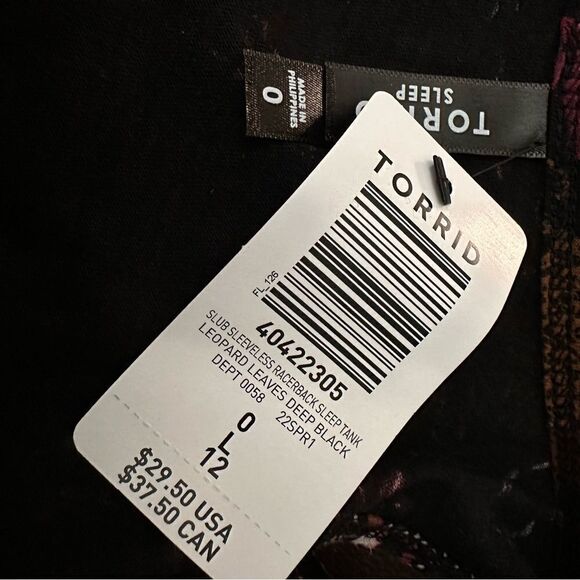 MADE IN
PHILIPPINES
0
TORRID
SLEEP
TORRID
FL_126
40422305
SLUB SLEEVELESS RACERBACK SLEEP TANK
LEOPARD LEAVES DEEP BLACK
DEPT 0058 22SPR1
0
L
12
$29.50 USA
$37.50 CAN